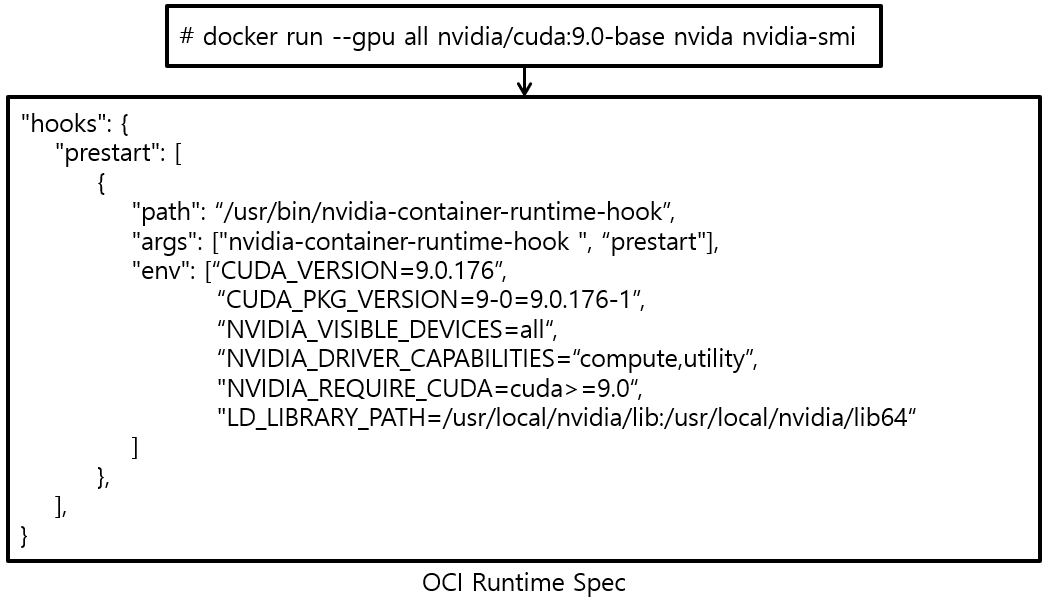 # docker run --gpu all nvidia/cuda:9.0-base nvida nvidia-smi
"hooks": {
"prestart": [
{
"path": “/usr/bin/nvidia-container-runtime-hook”,
"args": ["nvidia-container-runtime-hook ", “prestart"],
"env": [“CUDA_VERSION=9.0.176”,
“CUDA_PKG_VERSION=9-0=9.0.176-1”,
“NVIDIA_VISIBLE_DEVICES=all“,
“NVIDIA_DRIVER_CAPABILITIES=“compute,utility”,
"NVIDIA_REQUIRE_CUDA=cuda>=9.0“,
"LD_LIBRARY_PATH=/usr/local/nvidia/lib:/usr/local/nvidia/lib64“
]
},
],
}
OCI Runtime Spec